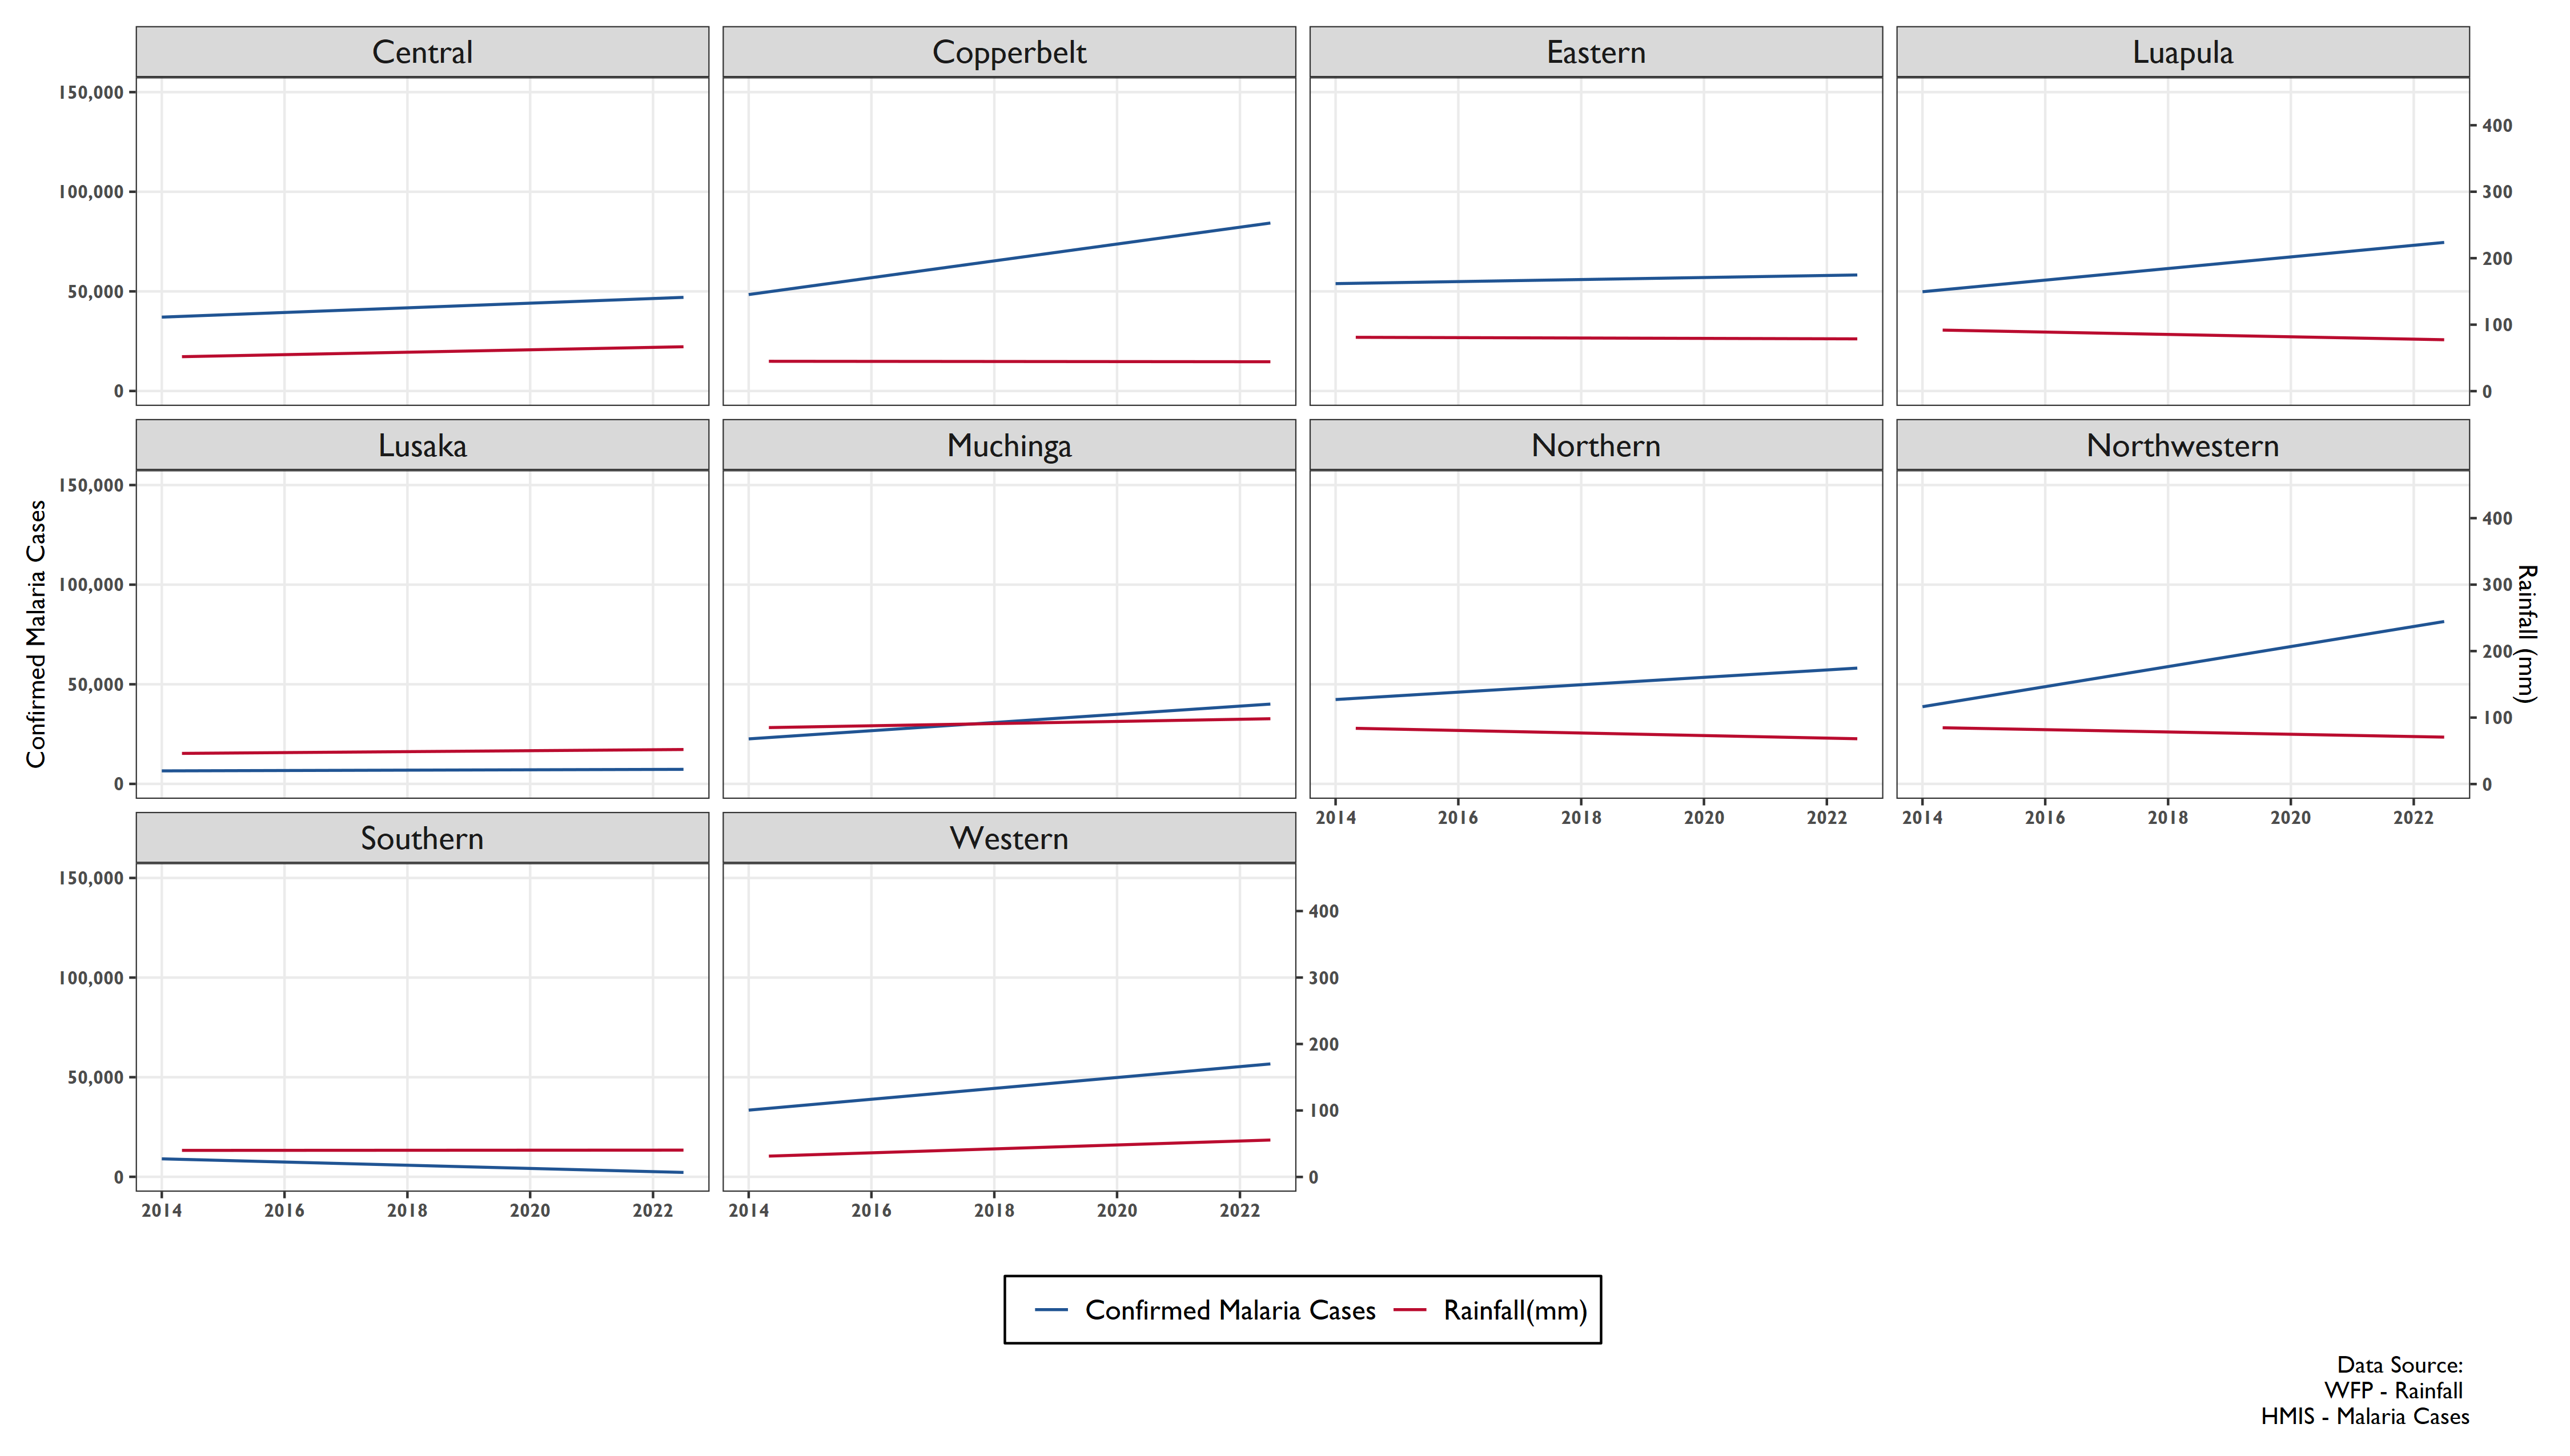 Central
Copperbelt
Eastern
Luapula
150,000
100,000
50,000
0
400
300
200
100
0
Lusaka
Muchinga
Northern
Northwestern
150,000
100,000
50,000
0
400
300
200
100
0
Confirmed Malaria Cases
Rainfall (mm)
2014 2016 2018 2020 2022
2014 2016 2018 2020 2022
Southern
Western
150,000
100,000
50,000
0
400
300
200
100
0
2014 2016 2018 2020 2022
2014 2016 2018 2020 2022
Confirmed Malaria Cases
Rainfall(mm)
Data Source:
WFP - Rainfall
HMIS - Malaria Cases